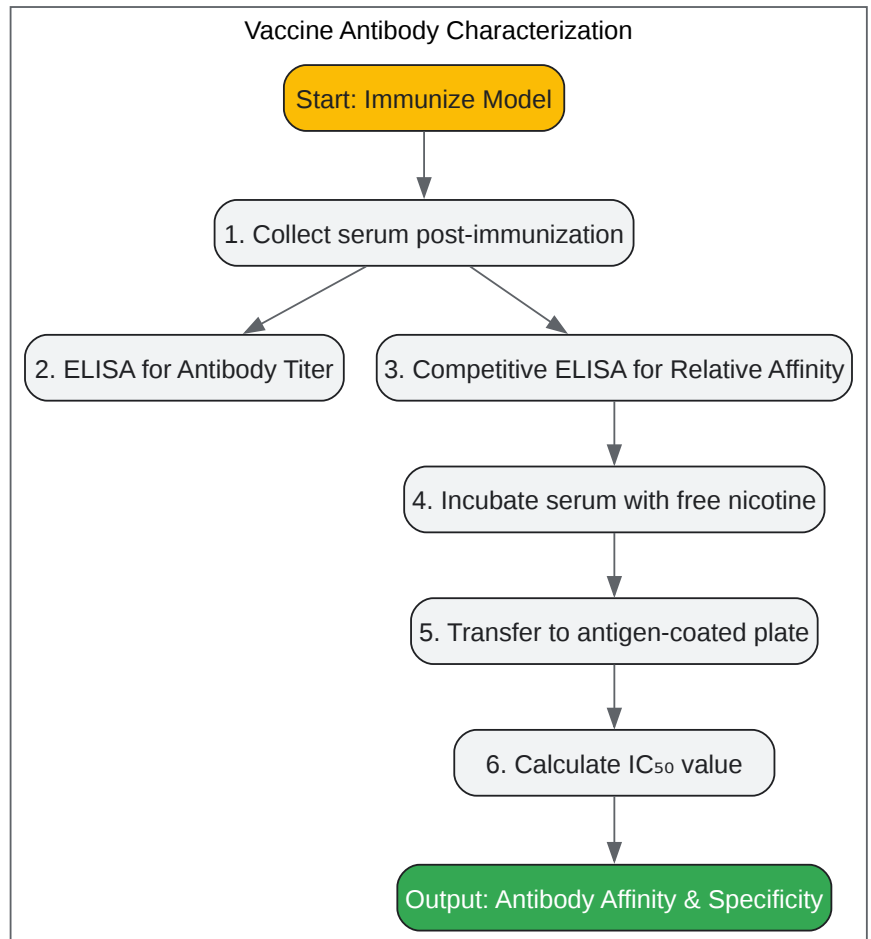 Vaccine Antibody Characterization
Start: Immunize Model
1. Collect serum post-immunization
2. ELISA for Antibody Titer
3. Competitive ELISA for Relative Affinity
4. Incubate serum with free nicotine
5. Transfer to antigen-coated plate
6. Calculate IC₅₀ value
Output: Antibody Affinity & Specificity